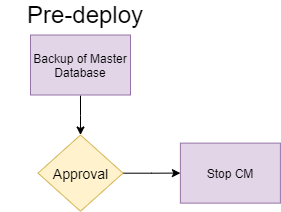 Pre-deploy
Backup of Master
Database
Approval
Stop CM